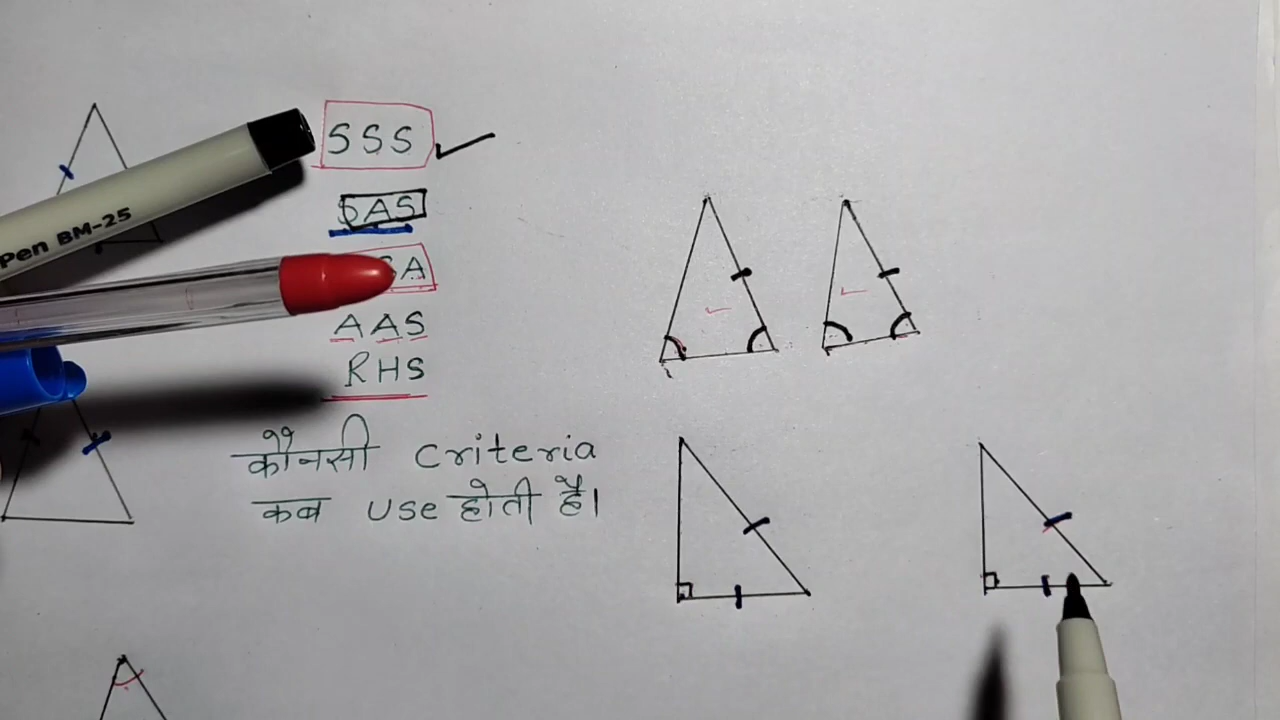 SSS
SAS
AAS
RHS
कौनसी criteria
कब use होती है।
Pen BM-25